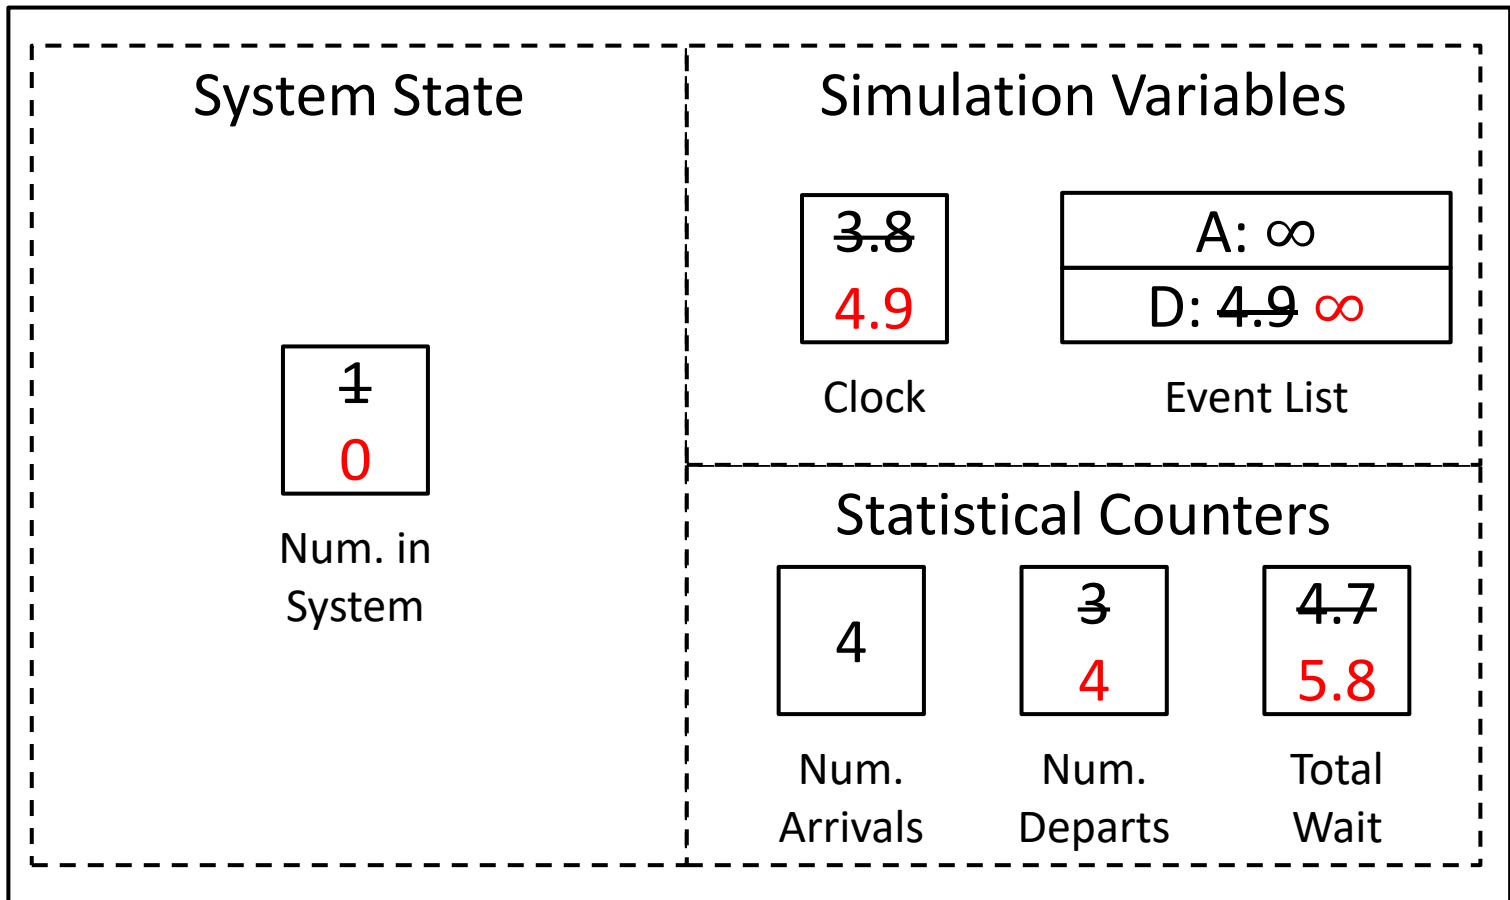 System State
1
0
Num. in
System
Simulation Variables
3.8
4.9
Clock
A: ∞
D: 4.9 ∞
Event List
Statistical Counters
4
Num.
Arrivals
3
4
Num.
Departs
4.7
5.8
Total
Wait